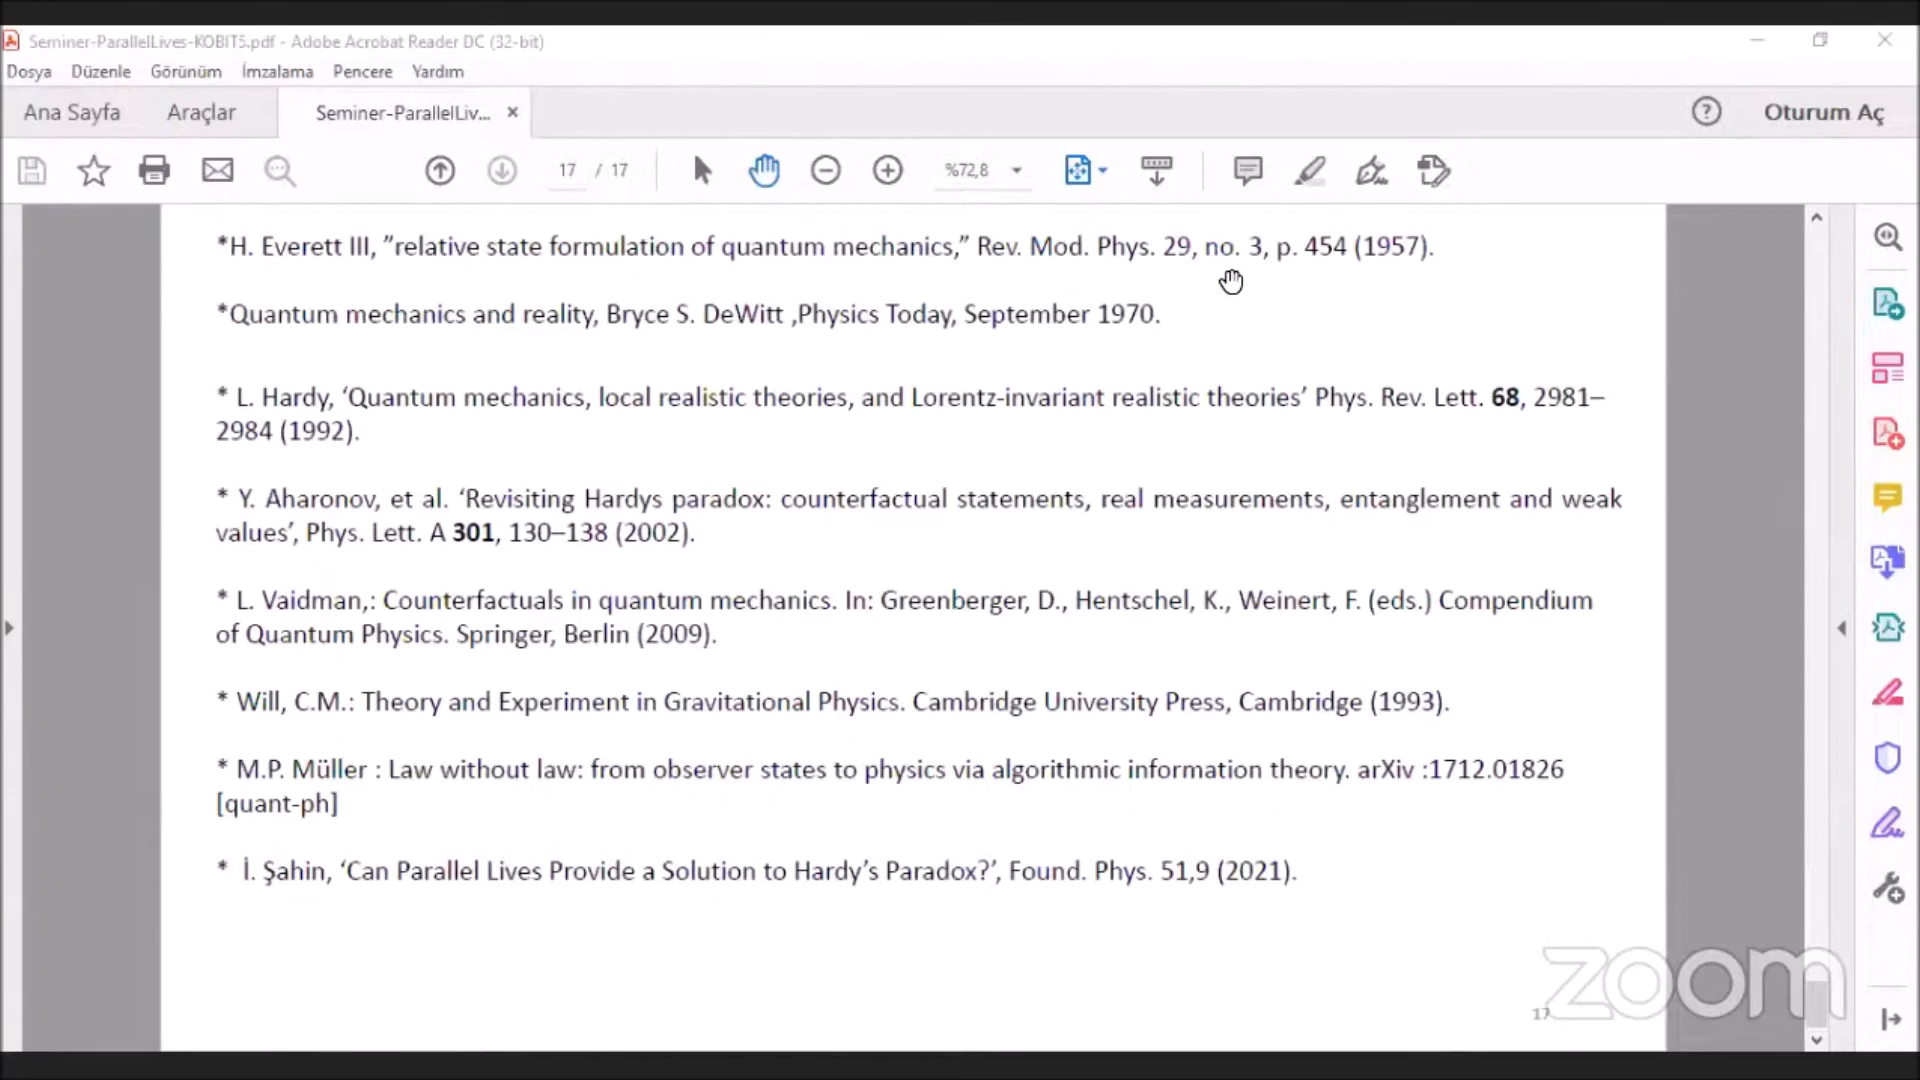 Seminer-ParallelLives-KOBIT5.pdf - Adobe Acrobat Reader DC (32-bit)
Dosya Düzenle Görünüm İmzalama Pencere Yardım
Ana Sayfa Araçlar Seminer-ParallelLiv... Oturum Aç
17 / 17 %72,8
*H. Everett III, ”relative state formulation of quantum mechanics,” Rev. Mod. Phys. 29, no. 3, p. 454 (1957).
*Quantum mechanics and reality, Bryce S. DeWitt ,Physics Today, September 1970.
* L. Hardy, ‘Quantum mechanics, local realistic theories, and Lorentz-invariant realistic theories’ Phys. Rev. Lett. 68, 2981–
2984 (1992).
* Y. Aharonov, et al. ‘Revisiting Hardys paradox: counterfactual statements, real measurements, entanglement and weak
values’, Phys. Lett. A 301, 130–138 (2002).
* L. Vaidman,: Counterfactuals in quantum mechanics. In: Greenberger, D., Hentschel, K., Weinert, F. (eds.) Compendium
of Quantum Physics. Springer, Berlin (2009).
* Will, C.M.: Theory and Experiment in Gravitational Physics. Cambridge University Press, Cambridge (1993).
* M.P. Müller : Law without law: from observer states to physics via algorithmic information theory. arXiv :1712.01826
[quant-ph]
* İ. Şahin, ‘Can Parallel Lives Provide a Solution to Hardy’s Paradox?’, Found. Phys. 51,9 (2021).
17
zoom